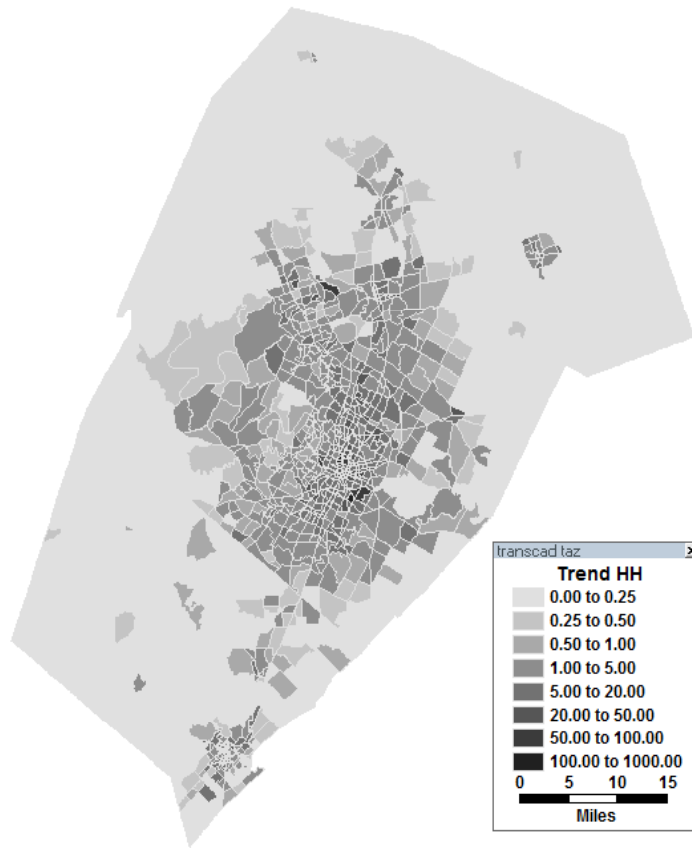 transcad taz
Trend HH
0.00 to 0.25
0.25 to 0.50
0.50 to 1.00
1.00 to 5.00
5.00 to 20.00
20.00 to 50.00
50.00 to 100.00
100.00 to 1000.00
0 5 10 15
Miles